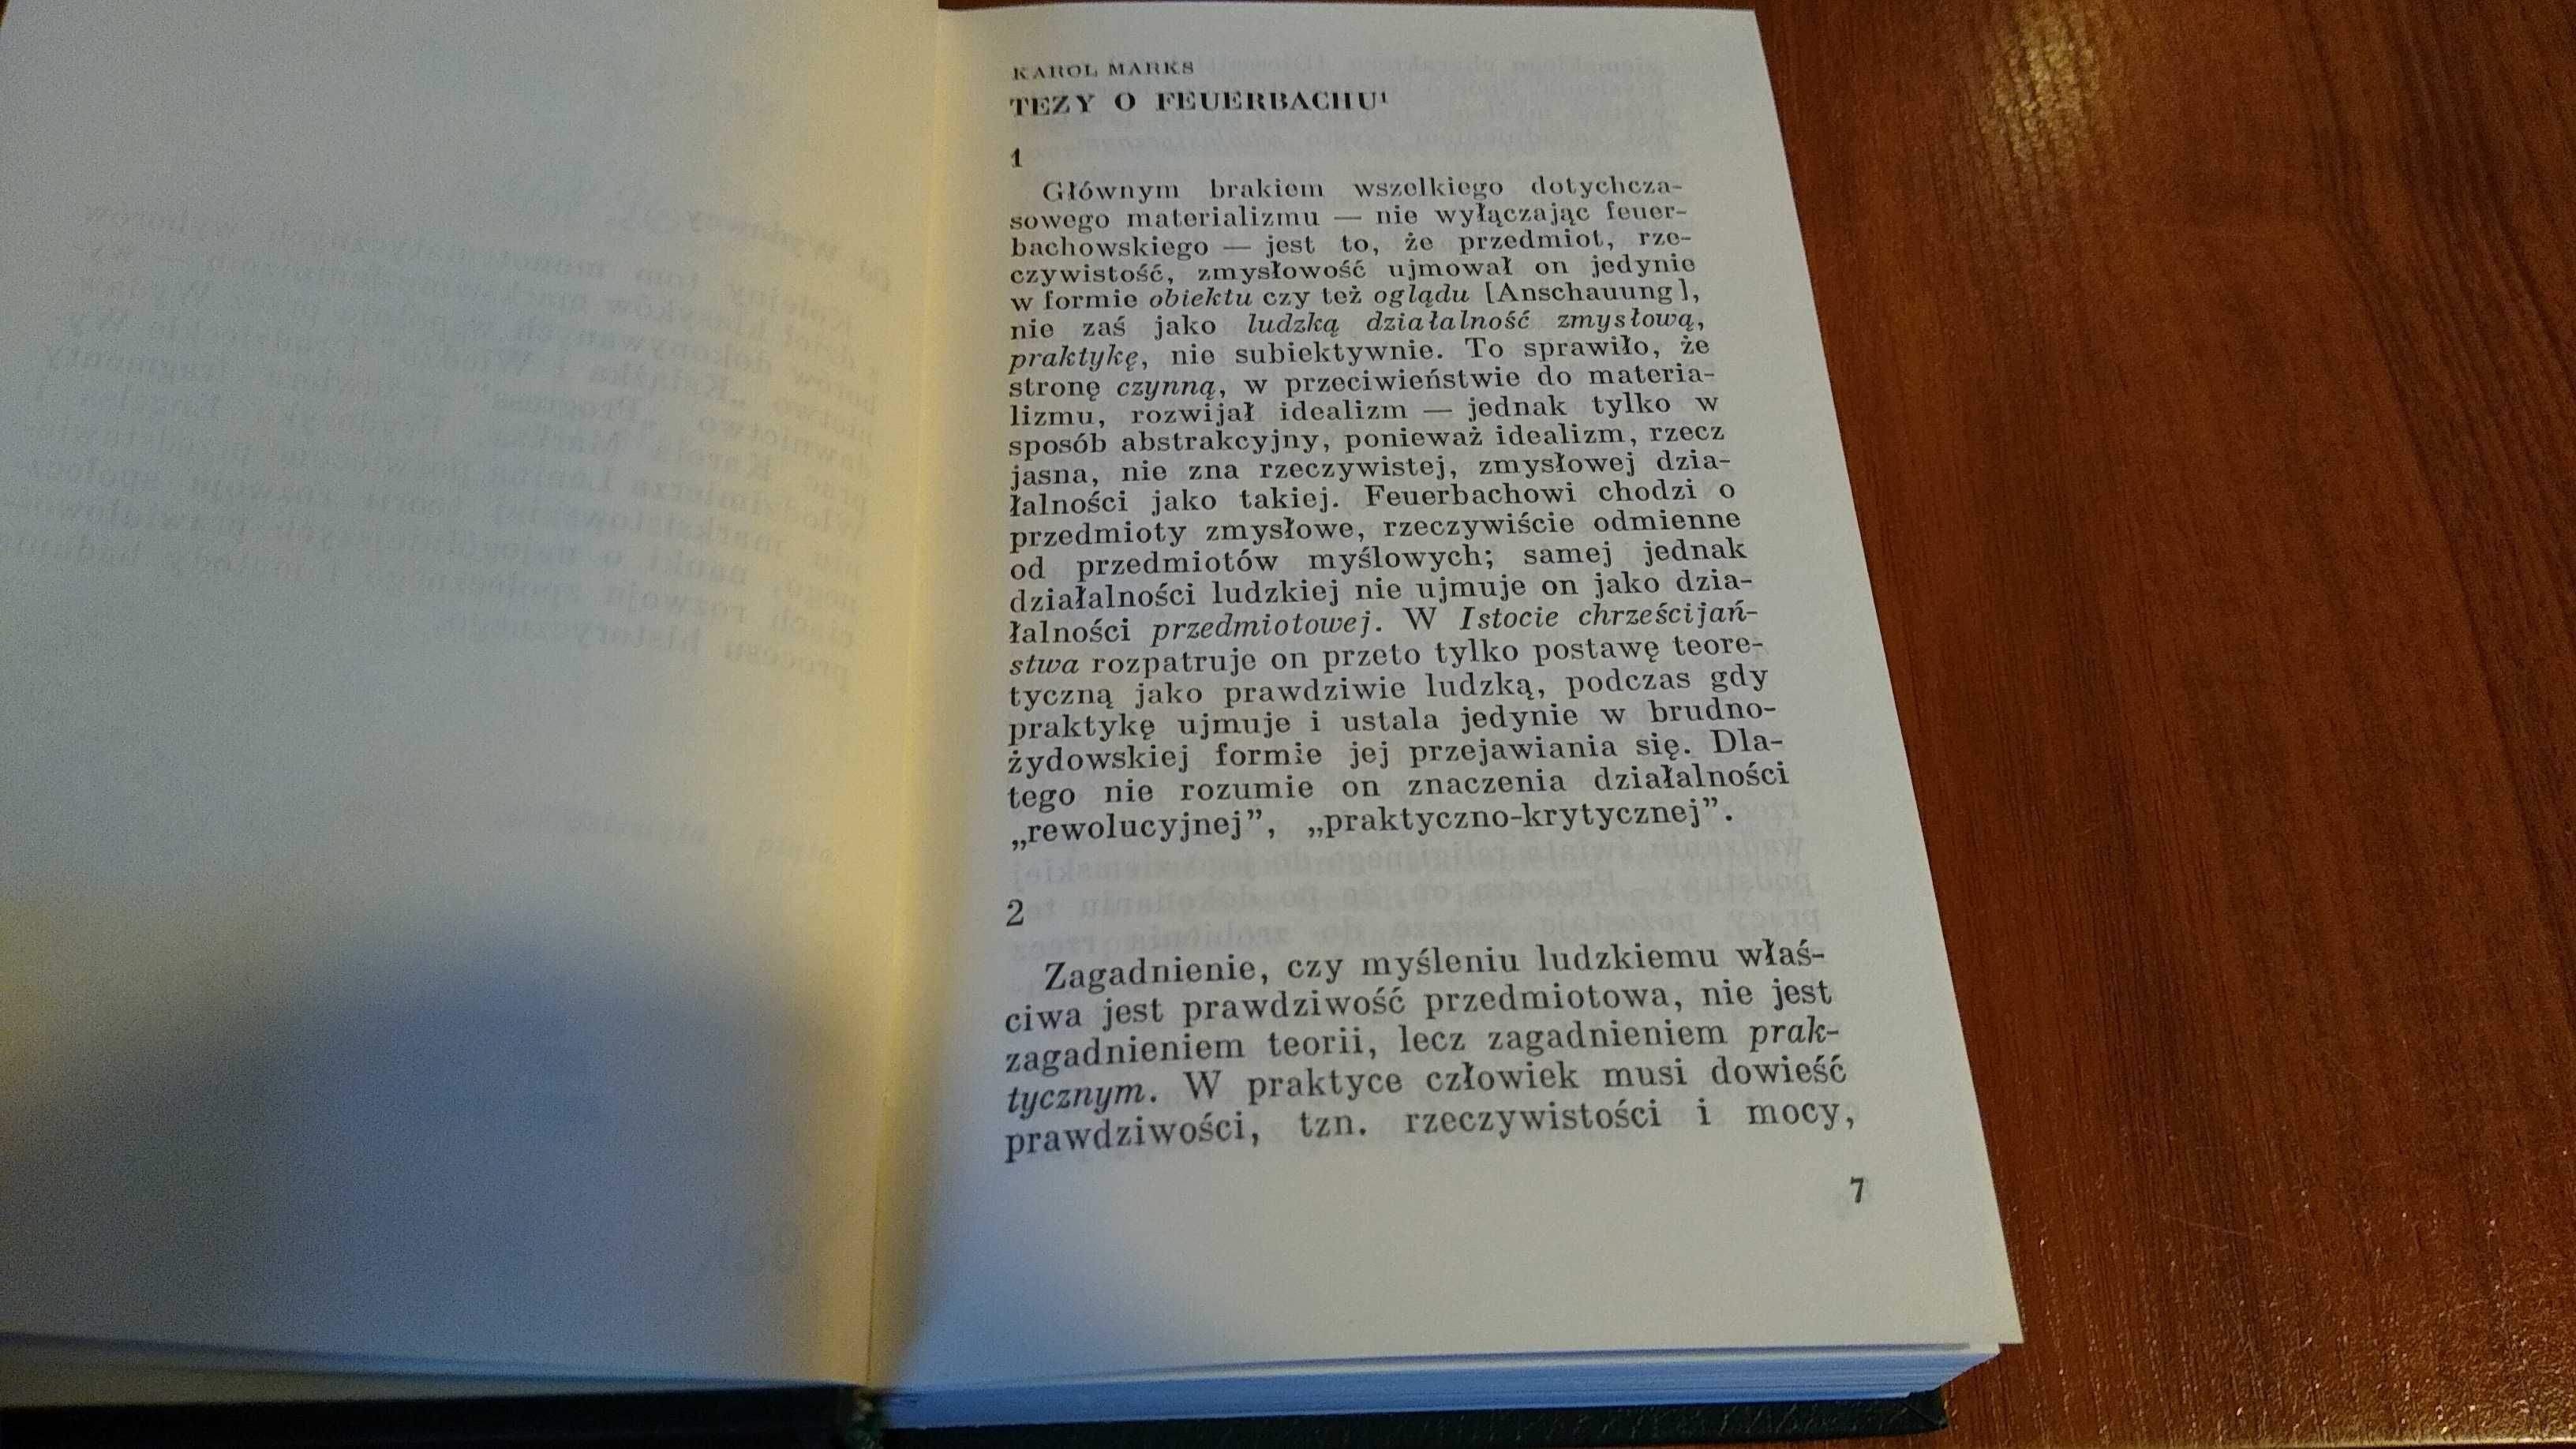 KAROL MARKS
TEZY O FEUERBACHU¹
1
Głównym brakiem wszelkiego dotychcza-
sowego materializmu — nie wyłączając feuer-
bachowskiego — jest to, że przedmiot, rze-
czywistość, zmysłowość ujmował on jedynie
w formie obiektu czy też oglądu [Anschauung],
nie zaś jako ludzką działalność zmysłową,
praktykę, nie subiektywnie. To sprawiło, że
stronę czynną, w przeciwieństwie do materia-
lizmu, rozwijał idealizm — jednak tylko w
sposób abstrakcyjny, ponieważ idealizm, rzecz
jasna, nie zna rzeczywistej, zmysłowej dzia-
łalności jako takiej. Feuerbachowi chodzi o
przedmioty zmysłowe, rzeczywiście odmienne
od przedmiotów myślowych; samej jednak
działalności ludzkiej nie ujmuje on jako dzia-
łalności przedmiotowej. W Istocie chrześcijań-
stwa rozpatruje on przeto tylko postawę teore-
tyczną jako prawdziwie ludzką, podczas gdy
praktykę ujmuje i ustala jedynie w brudno-
żydowskiej formie jej przejawiania się. Dla-
tego nie rozumie on znaczenia działalności
„rewolucyjnej”, „praktyczno-krytycznej”.
2
Zagadnienie, czy myśleniu ludzkiemu właś-
ciwa jest prawdziwość przedmiotowa, nie jest
zagadnieniem teorii, lecz zagadnieniem prak-
tycznym. W praktyce człowiek musi dowieść
prawdziwości, tzn. rzeczywistości i mocy,
7